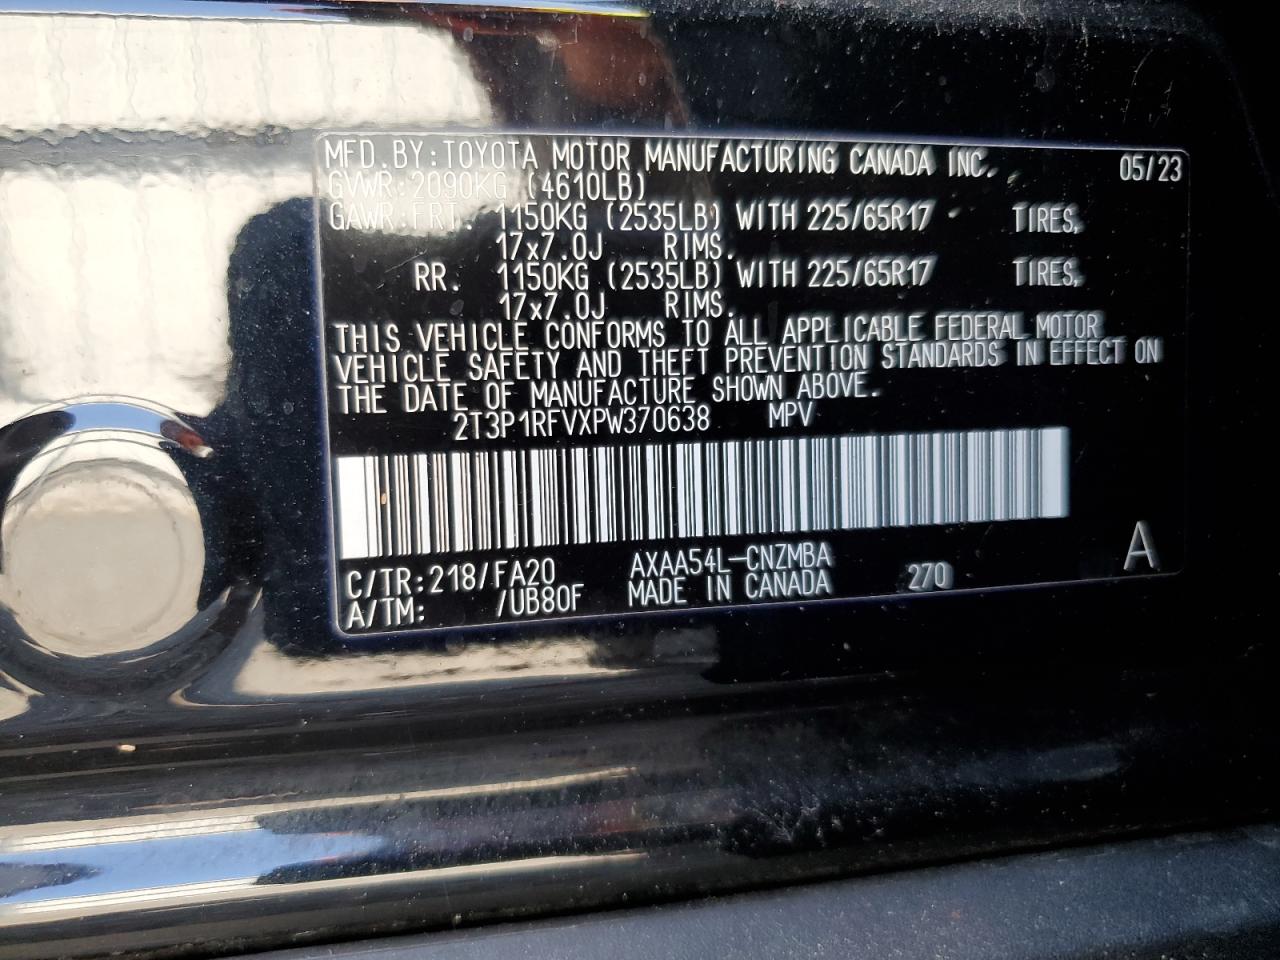 MFD.BY:TOYOTA MOTOR MANUFACTURING CANADA INC. 05/23
GVWR:2090KG (4610LB)
GAWR:FRT. 1150KG (2535LB) WITH 225/65R17 TIRES,
17x7.0J RIMS.
RR. 1150KG (2535LB) WITH 225/65R17 TIRES,
17x7.0J RIMS.
THIS VEHICLE CONFORMS TO ALL APPLICABLE FEDERAL MOTOR
VEHICLE SAFETY AND THEFT PREVENTION STANDARDS IN EFFECT ON
THE DATE OF MANUFACTURE SHOWN ABOVE.
2T3P1RFVXPW370638 MPV
C/TR:218/FA20 AXAA54L-CNZMBA A
A/TM: /UB80F MADE IN CANADA 270